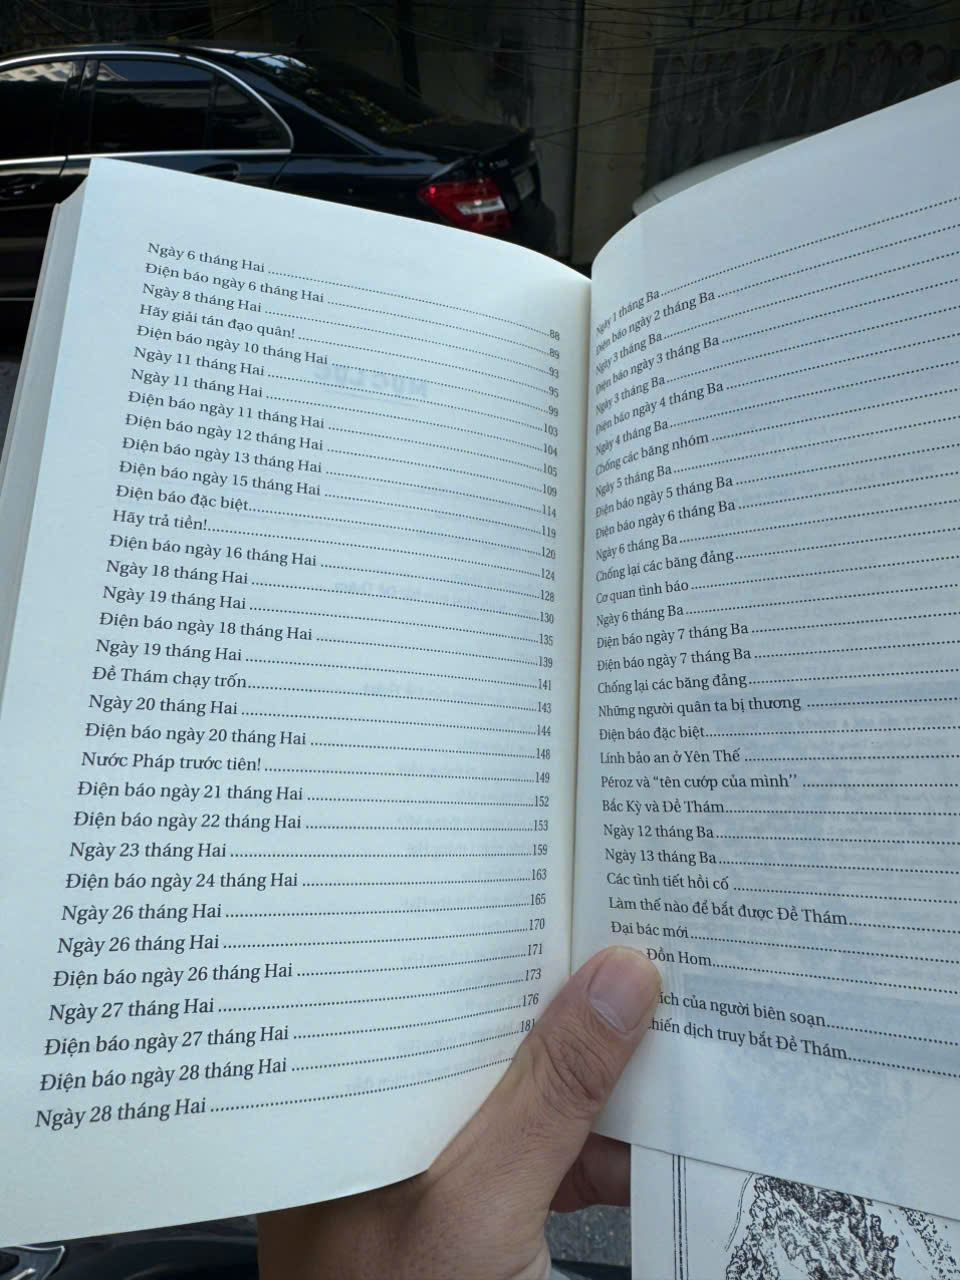 Ngày 6 tháng Hai ........ 88
Điện báo ngày 6 tháng Hai ........ 89
Ngày 8 tháng Hai ........ 93
Hãy giải tán đạo quân! ........ 95
Điện báo ngày 10 tháng Hai ........ 99
Ngày 11 tháng Hai ........ 103
Ngày 11 tháng Hai ........ 104
Điện báo ngày 11 tháng Hai ........ 105
Điện báo ngày 12 tháng Hai ........ 109
Điện báo ngày 13 tháng Hai ........ 114
Điện báo ngày 15 tháng Hai ........ 119
Điện báo đặc biệt ........ 120
Hãy trả tiền! ........ 124
Điện báo ngày 16 tháng Hai ........ 128
Ngày 18 tháng Hai ........ 130
Ngày 19 tháng Hai ........ 135
Điện báo ngày 18 tháng Hai ........ 139
Ngày 19 tháng Hai ........ 141
Đề Thám chạy trốn ........ 143
Ngày 20 tháng Hai ........ 144
Điện báo ngày 20 tháng Hai ........ 148
Nước Pháp trước tiên! ........ 149
Điện báo ngày 21 tháng Hai ........ 152
Điện báo ngày 22 tháng Hai ........ 153
Ngày 23 tháng Hai ........ 159
Điện báo ngày 24 tháng Hai ........ 163
Ngày 26 tháng Hai ........ 165
Ngày 26 tháng Hai ........ 170
Điện báo ngày 26 tháng Hai ........ 171
Ngày 27 tháng Hai ........ 173
Điện báo ngày 27 tháng Hai ........ 176
Điện báo ngày 28 tháng Hai ........ 181
Ngày 28 tháng Hai ........
Ngày 1 tháng Ba ........
Điện báo ngày 2 tháng Ba ........
Ngày 3 tháng Ba ........
Điện báo ngày 3 tháng Ba ........
Ngày 3 tháng Ba ........
Điện báo ngày 4 tháng Ba ........
Ngày 4 tháng Ba ........
Chống các băng nhóm ........
Ngày 5 tháng Ba ........
Điện báo ngày 5 tháng Ba ........
Điện báo ngày 6 tháng Ba ........
Ngày 6 tháng Ba ........
Chống lại các băng đảng ........
Cơ quan tình báo ........
Ngày 6 tháng Ba ........
Điện báo ngày 7 tháng Ba ........
Điện báo ngày 7 tháng Ba ........
Chống lại các băng đảng ........
Những người quân ta bị thương ........
Điện báo đặc biệt ........
Lính bảo an ở Yên Thế ........
Péroz và “tên cướp của mình’’ ........
Bắc Kỳ và Đề Thám ........
Ngày 12 tháng Ba ........
Ngày 13 tháng Ba ........
Các tình tiết hồi cố ........
Làm thế nào để bắt được Đề Thám ........
Đại bác mới ........
Đồn Hom ........
của người biên soạn ........
dịch truy bắt Đề Thám ........